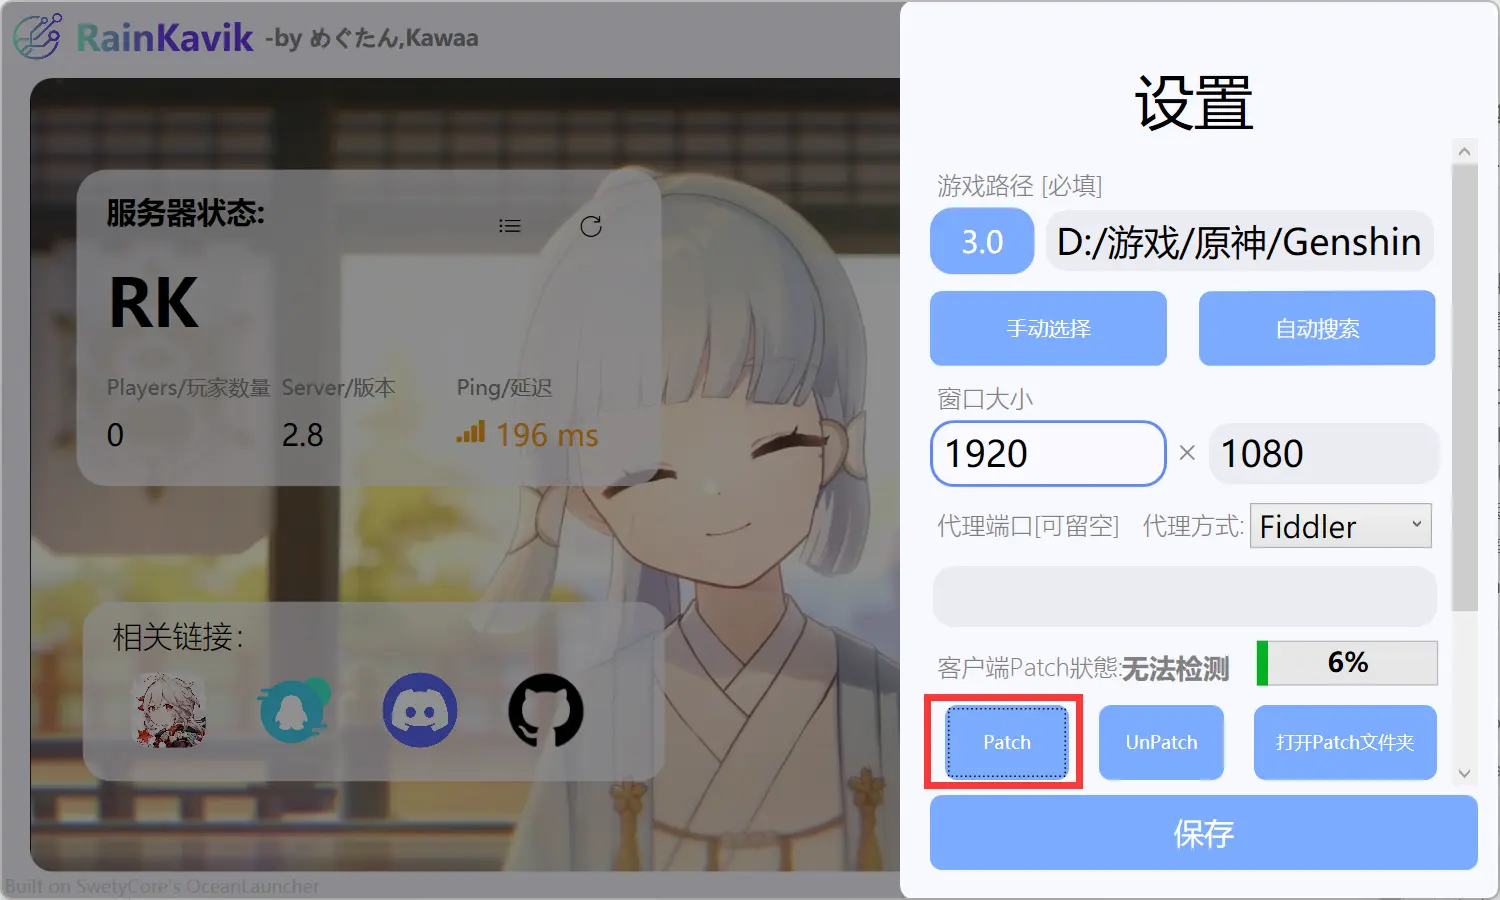 RainKavik -by めぐたん,Kawaa
服务器状态:
RK
Players/玩家数量 Server/版本 Ping/延迟
0 2.8 196 ms
相关链接：
Built on SwetyCore's OceanLauncher
设置
游戏路径 [必填]
3.0 D:/游戏/原神/Genshin
手动选择 自动搜索
窗口大小
1920 × 1080
代理端口[可留空] 代理方式: Fiddler
客户端Patch狀態:无法检测 6%
Patch UnPatch 打开Patch文件夹
保存